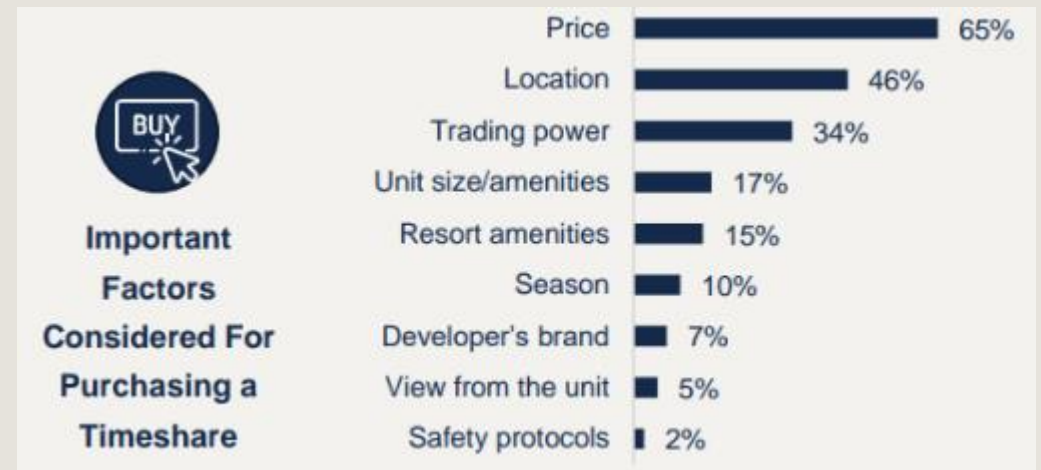 BUY
Important
Factors
Considered For
Purchasing a
Timeshare
Price 65%
Location 46%
Trading power 34%
Unit size/amenities 17%
Resort amenities 15%
Season 10%
Developer's brand 7%
View from the unit 5%
Safety protocols 2%